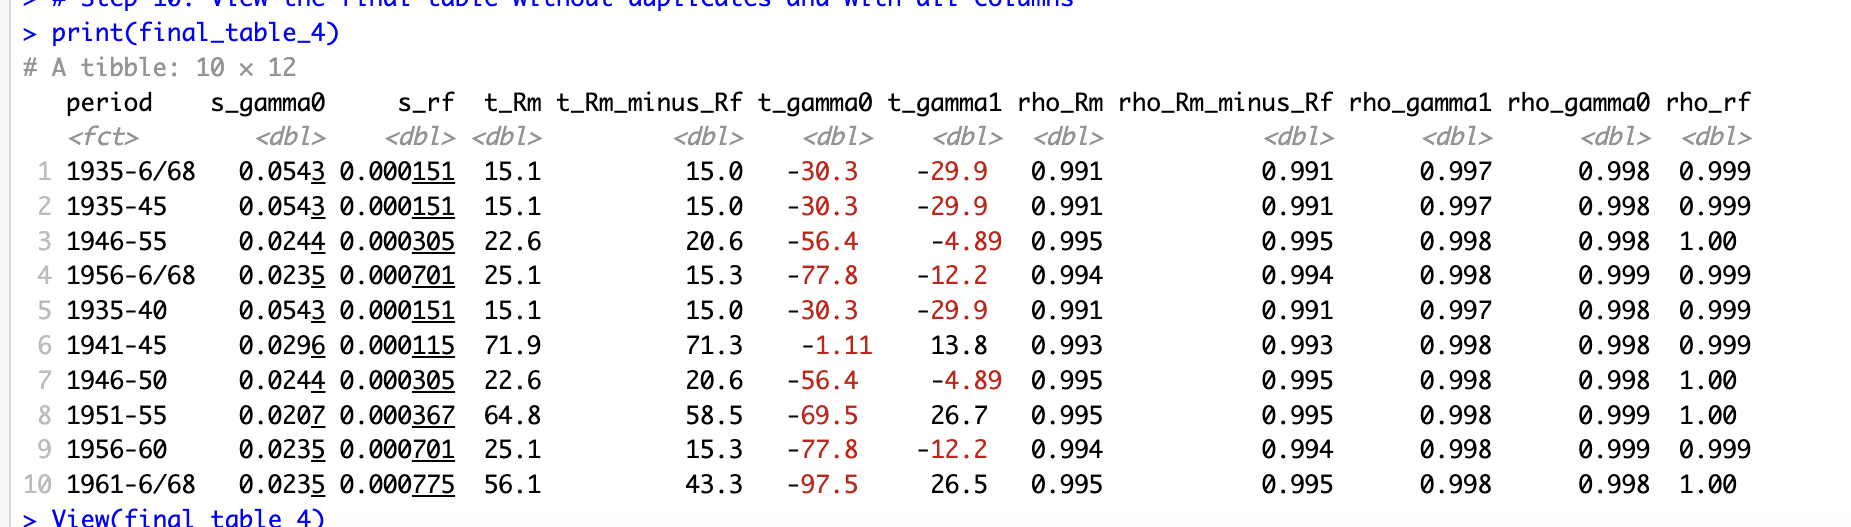 > # Step 10: View the final table without duplicates and with all columns
> print(final_table_4)
# A tibble: 10 × 12
period s_gamma0 s_rf t_Rm t_Rm_minus_Rf t_gamma0 t_gamma1 rho_Rm rho_Rm_minus_Rf rho_gamma1 rho_gamma0 rho_rf
<fct> <dbl> <dbl> <dbl> <dbl> <dbl> <dbl> <dbl> <dbl> <dbl> <dbl> <dbl>
1 1935-6/68 0.0543 0.000151 15.1 15.0 -30.3 -29.9 0.991 0.991 0.997 0.998 0.999
2 1935-45 0.0543 0.000151 15.1 15.0 -30.3 -29.9 0.991 0.991 0.997 0.998 0.999
3 1946-55 0.0244 0.000305 22.6 20.6 -56.4 -4.89 0.995 0.995 0.998 0.998 1.00
4 1956-6/68 0.0235 0.000701 25.1 15.3 -77.8 -12.2 0.994 0.994 0.998 0.999 0.999
5 1935-40 0.0543 0.000151 15.1 15.0 -30.3 -29.9 0.991 0.991 0.997 0.998 0.999
6 1941-45 0.0296 0.000115 71.9 71.3 -1.11 13.8 0.993 0.993 0.998 0.998 0.999
7 1946-50 0.0244 0.000305 22.6 20.6 -56.4 -4.89 0.995 0.995 0.998 0.998 1.00
8 1951-55 0.0207 0.000367 64.8 58.5 -69.5 26.7 0.995 0.995 0.998 0.999 1.00
9 1956-60 0.0235 0.000701 25.1 15.3 -77.8 -12.2 0.994 0.994 0.998 0.999 0.999
10 1961-6/68 0.0235 0.000775 56.1 43.3 -97.5 26.5 0.995 0.995 0.998 0.998 1.00
> View(final_table_4)